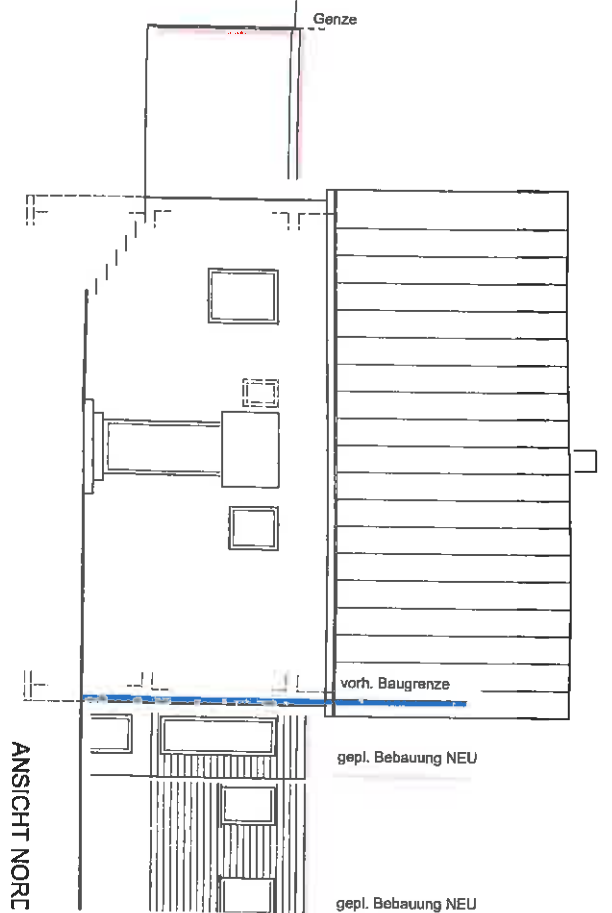 Genze
vorh. Baugrenze
gepl. Bebauung NEU
gepl. Bebauung NEU
ANSICHT NORD